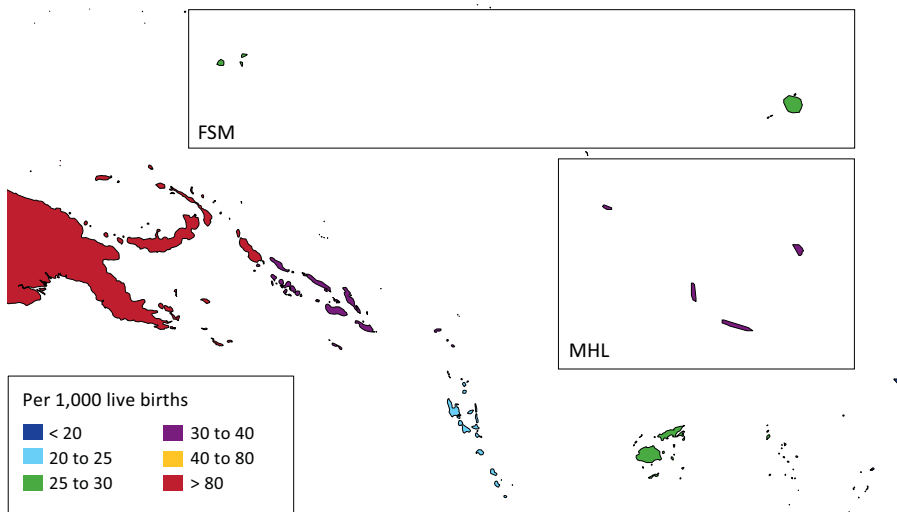 FSM
MHL
Per 1,000 live births
< 20
30 to 40
20 to 25
40 to 80
25 to 30
> 80